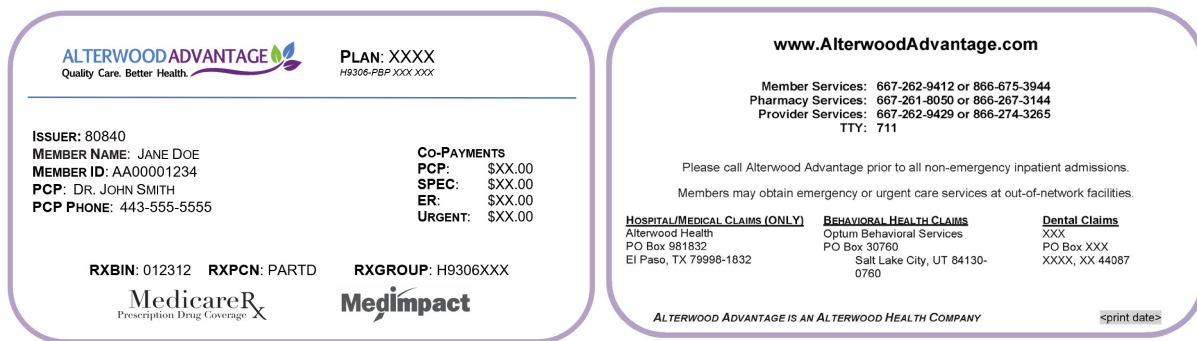 ALTERWOOD ADVANTAGE
Quality Care. Better Health.
PLAN: XXXX
H9306-PBP XXX XXX
ISSUER: 80840
MEMBER NAME: JANE DOE
MEMBER ID: AA00001234
PCP: DR. JOHN SMITH
PCP PHONE: 443-555-5555
CO-PAYMENTS
PCP: $XX.00
SPEC: $XX.00
ER: $XX.00
URGENT: $XX.00
RXBIN: 012312 RXPCN: PARTD RXGROUP: H9306XXX
MedicareRx
Prescription Drug Coverage
Medimpact
www.AlterwoodAdvantage.com
Member Services: 667-262-9412 or 866-675-3944
Pharmacy Services: 667-261-8050 or 866-267-3144
Provider Services: 667-262-9429 or 866-274-3265
TTY: 711
Please call Alterwood Advantage prior to all non-emergency inpatient admissions.
Members may obtain emergency or urgent care services at out-of-network facilities.
HOSPITAL/MEDICAL CLAIMS (ONLY)
Alterwood Health
PO Box 981832
El Paso, TX 79998-1832
BEHAVIORAL HEALTH CLAIMS
Optum Behavioral Services
PO Box 30760
Salt Lake City, UT 84130-
0760
Dental Claims
XXX
PO Box XXX
XXXX, XX 44087
ALTERWOOD ADVANTAGE IS AN ALTERWOOD HEALTH COMPANY
<print date>